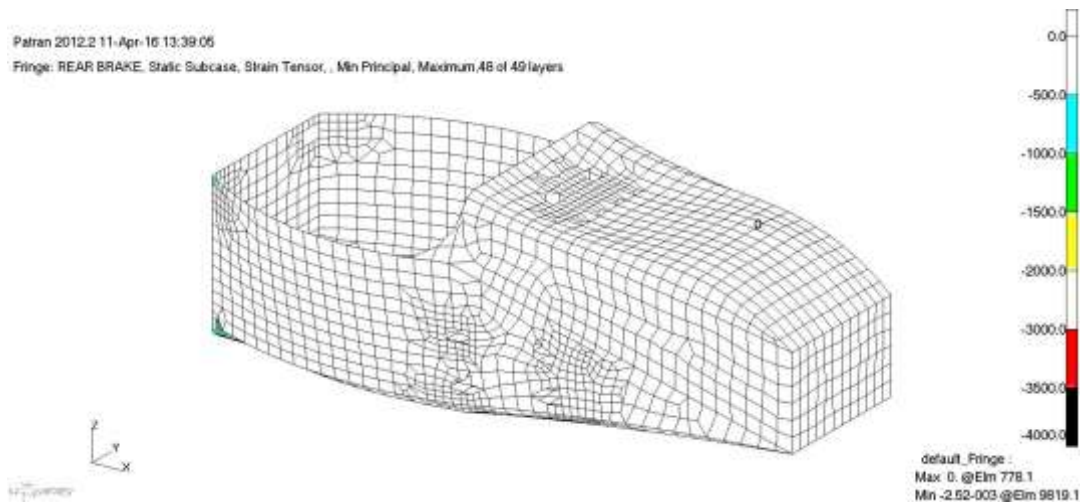 Patran 2012.2 11-Apr-16 13:39:05
Fringe: REAR BRAKE, Static Subcase, Strain Tensor, , Min Principal, Maximum,48 of 49 layers
0.0
-500.0
-1000.0
-1500.0
-2000.0
-3000.0
-3500.0
-4000.0
D
Z
Y
X
default_Fringe :
Max 0. @Elm 778.1
Min -2.52-003 @Elm 9819.1